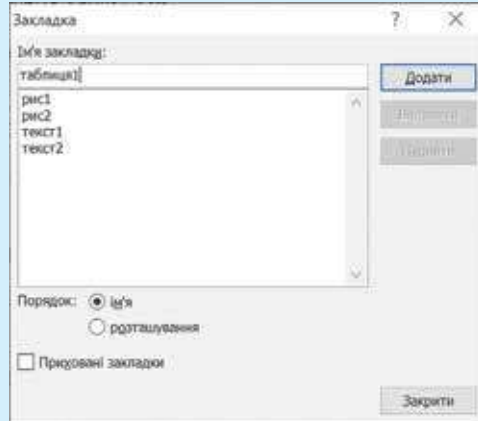 Закладка
Ім'я закладки:
таблиця1
Додати
рис1
рис2
текст1
текст2
Порядок:
ім'я
розташування
Приховані закладки
Закрити